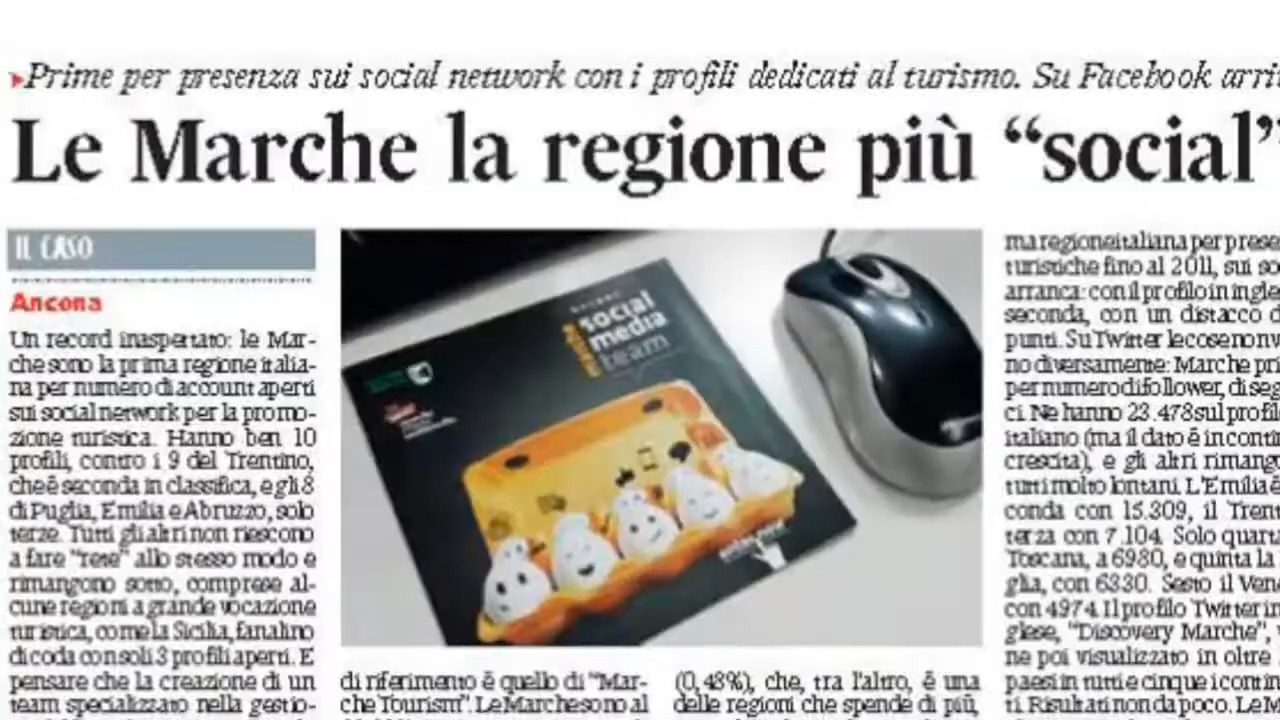 Prime per presenza sui social network con i profili dedicati al turismo. Su Facebook arri
Le Marche la regione più “social”
IL CASO
Ancona
Un record inaspettato: le Mar-
che sono la prima regione italia-
na per numero di account aperti
sui social network per la promo-
zione turistica. Hanno ben 10
profili, contro i 9 del Trentino,
che è seconda in classifica, e gli 8
di Puglia, Emilia e Abruzzo, solo
terze. Tutti gli altri non riescono
a fare "rete" allo stesso modo e
rimangono sotto, comprese al-
cune regioni a grande vocazione
turistica, come la Sicilia, fanalino
di coda con soli 3 profili aperti. E
pensare che la creazione di un
team specializzato nella gestio-
social
media
team
di riferimento è quello di "Mar-
che Tourism". Le Marche sono al
(0,48%), che, tra l'altro, è una
delle regioni che spende di più,
ma regione italiana per prese
turistiche fino al 2011, sui so
arranca: con il profilo in ingle
seconda, con un distacco d
punti. Su Twitter le cose non v
no diversamente: Marche pri
per numero di follower, di seg
ci. Ne hanno 23.478 sul profil
italiano (ma il dato è in conti
crescita), e gli altri rimang
tutti molto lontani. L'Emilia è
conda con 15.309, il Tren
terza con 7.104. Solo quart
Toscana, a 6980, e quinta la
glia, con 6330. Sesto il Ven
con 4974. Il profilo Twitter in
glese, "Discovery Marche",
ne poi visualizzato in oltre
paesi in tutti e cinque i contin
ti. Risultati non da poco. Le M